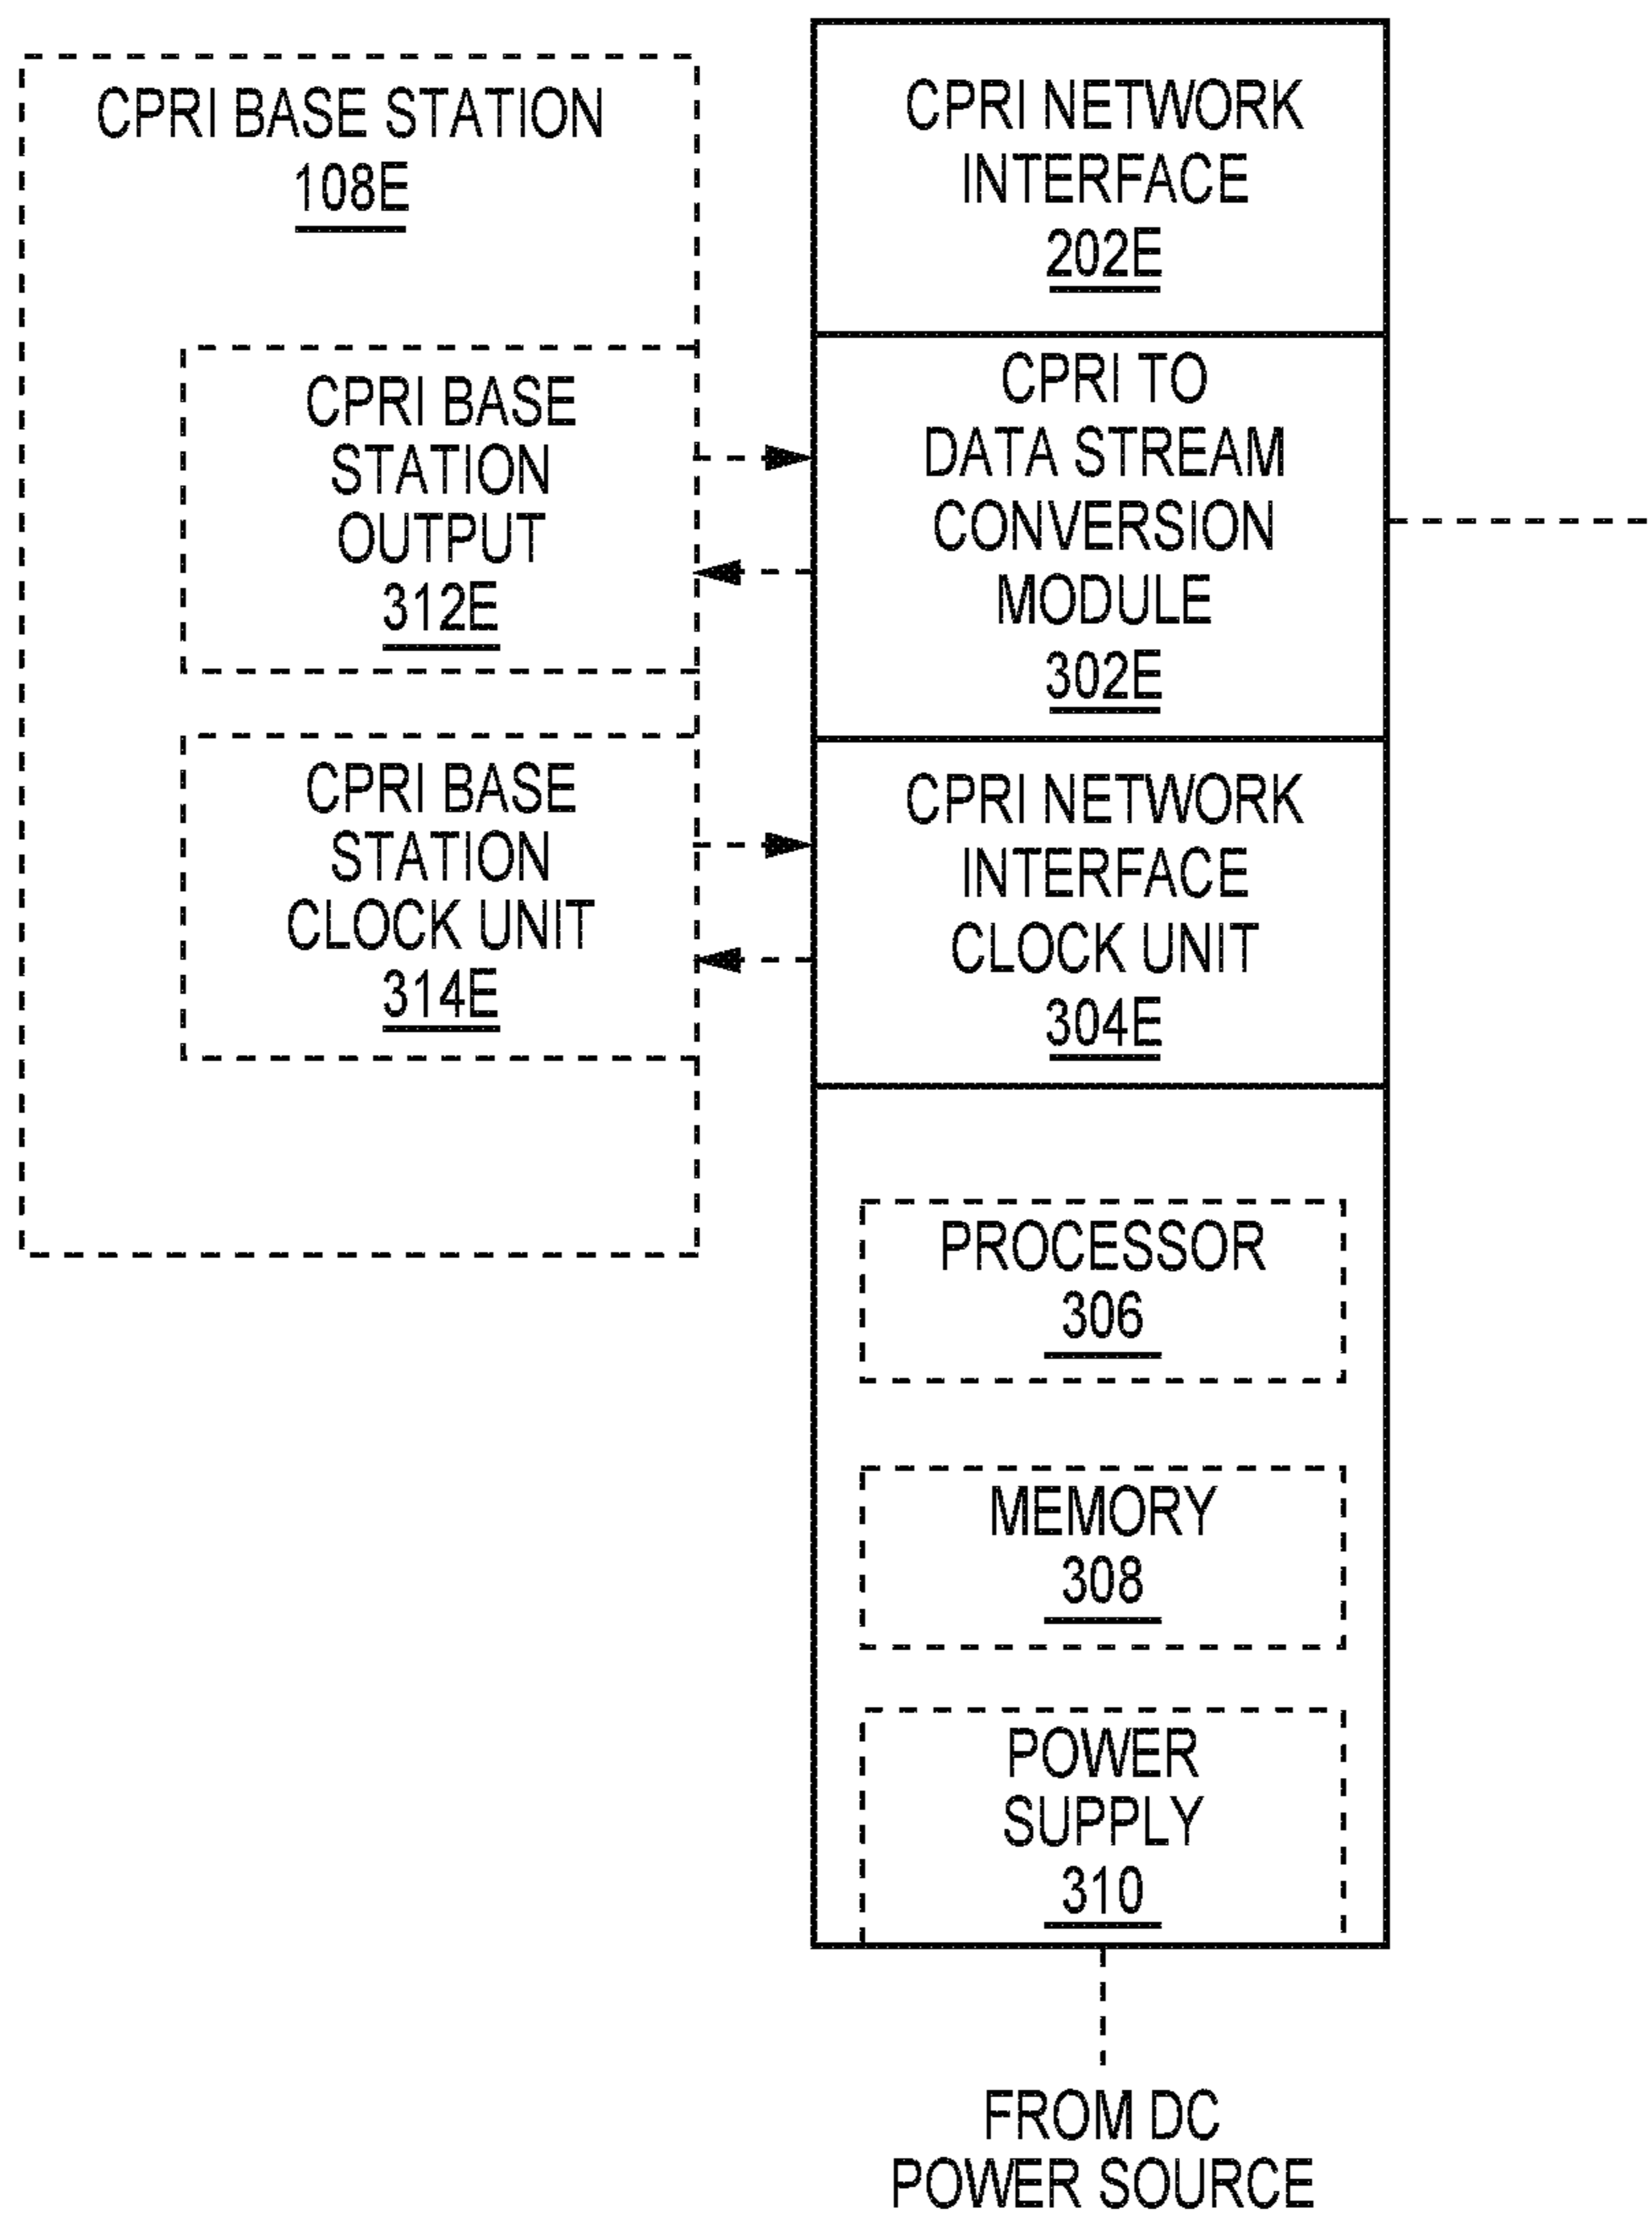 CPRI BASE STATION
108E
CPRI BASE
STATION
OUTPUT
312E
CPRI BASE
STATION
CLOCK UNIT
314E
CPRI NETWORK
INTERFACE
202E
CPRI TO
DATA STREAM
CONVERSION
MODULE
302E
CPRI NETWORK
INTERFACE
CLOCK UNIT
304E
PROCESSOR
306
MEMORY
308
POWER
SUPPLY
310
FROM DC
POWER SOURCE